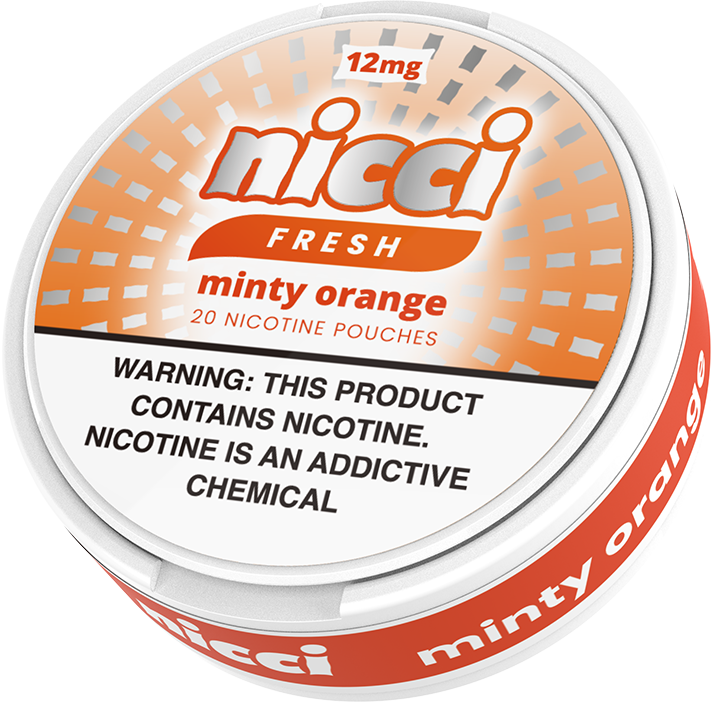 12mg
nicci
FRESH
minty orange
20 NICOTINE POUCHES
WARNING: THIS PRODUCT
CONTAINS NICOTINE.
NICOTINE IS AN ADDICTIVE
CHEMICAL
nicci
minty orange